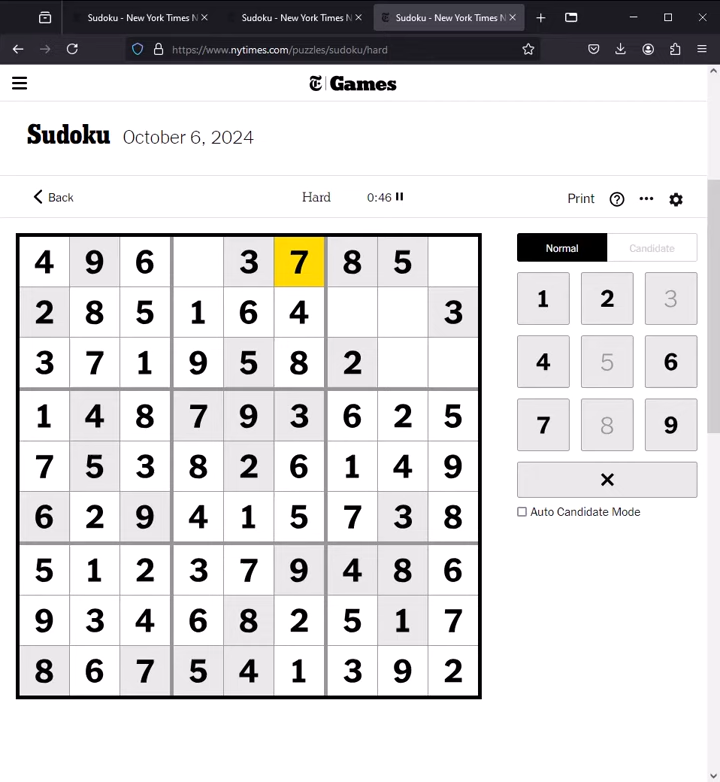 Sudoku - New York Times N
Sudoku - New York Times N
Sudoku - New York Times N
https://www.nytimes.com/puzzles/sudoku/hard
T Games
Sudoku October 6, 2024
Back Hard 0:46 Print
4 9 6 3 7 8 5
2 8 5 1 6 4 3
3 7 1 9 5 8 2
1 4 8 7 9 3 6 2 5
7 5 3 8 2 6 1 4 9
6 2 9 4 1 5 7 3 8
5 1 2 3 7 9 4 8 6
9 3 4 6 8 2 5 1 7
8 6 7 5 4 1 3 9 2
Normal Candidate
1 2 3
4 5 6
7 8 9
Auto Candidate Mode